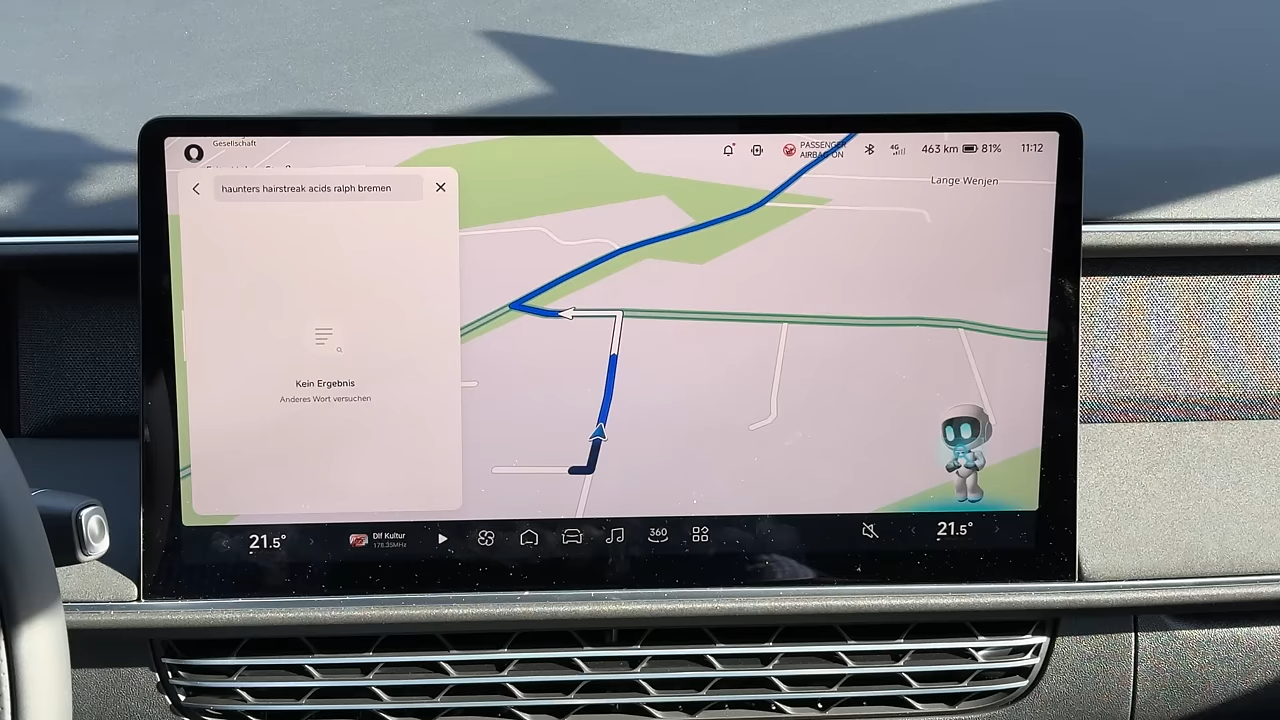 Gesellschaft
PASSENGER
AIRBAG ON
4G
463 km
81%
11:12
haunters hairstreak acids ralph bremen
Lange Wenjen
Kein Ergebnis
Anderes Wort versuchen
21.5°
Dlf Kultur
178.35MHz
360
21.5°